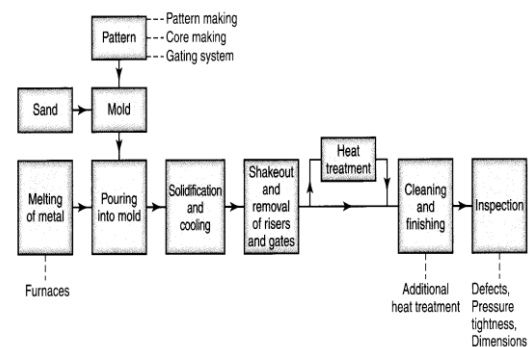 Pattern
Pattern making
Core making
Gating system
Sand
Mold
Melting
of metal
Furnaces
Pouring
into mold
Solidification
and
cooling
Shakeout
and
removal
of risers
and gates
Heat
treatment
Cleaning
and
finishing
Additional
heat treatment
Inspection
Defects,
Pressure
tightness,
Dimensions